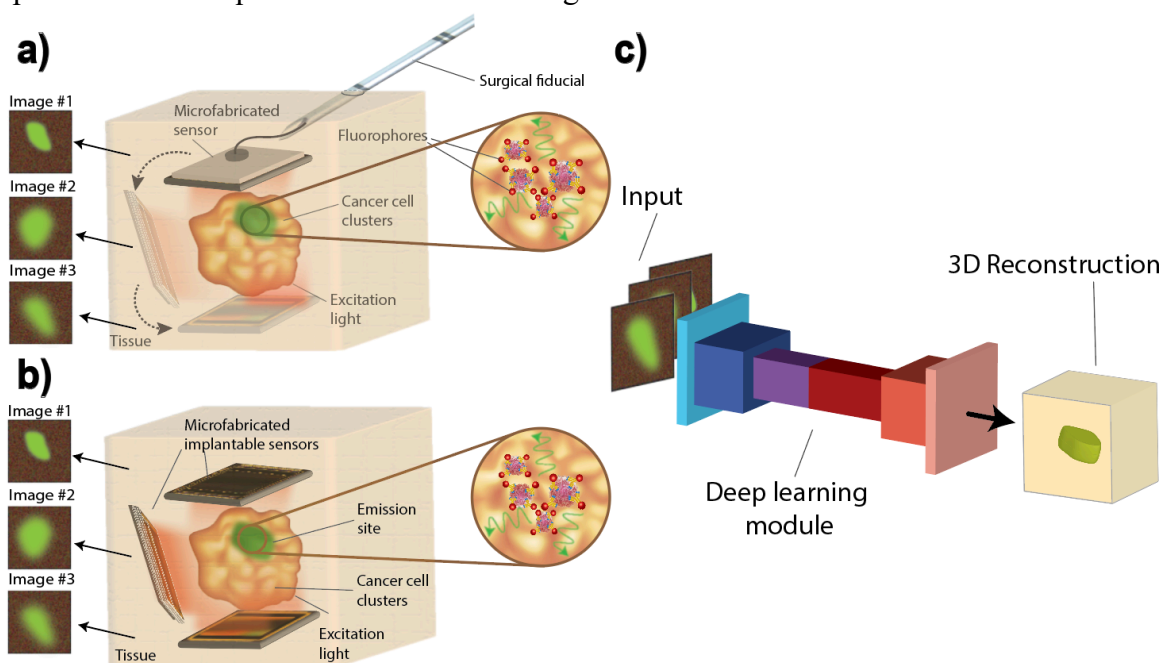 a)
Surgical fiducial
Image #1
Microfabricated
sensor
Fluorophores
Image #2
Cancer cell
clusters
Image #3
Excitation
light
Tissue
b)
Image #1
Microfabricated
implantable sensors
Image #2
Emission
site
Image #3
Cancer cell
clusters
Excitation
light
Tissue
c)
Input
3D Reconstruction
Deep learning
module